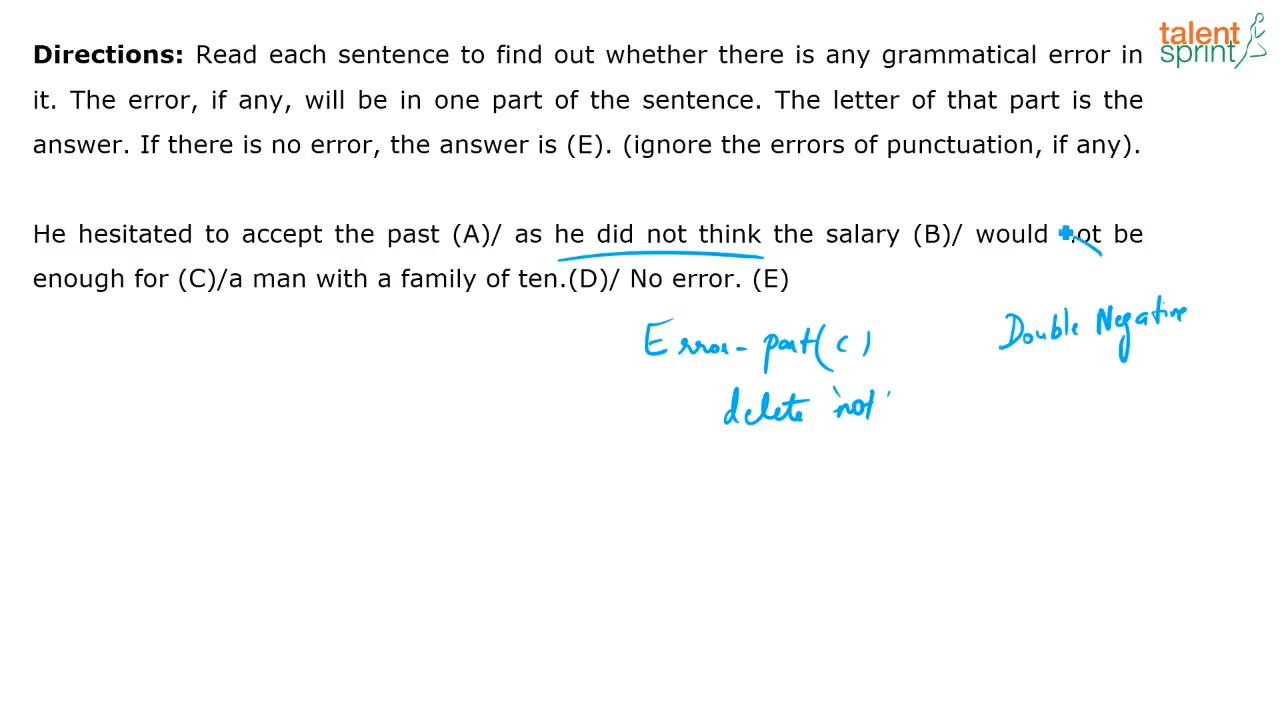 talent
sprint
Directions: Read each sentence to find out whether there is any grammatical error in
it. The error, if any, will be in one part of the sentence. The letter of that part is the
answer. If there is no error, the answer is (E). (ignore the errors of punctuation, if any).
He hesitated to accept the past (A)/ as he did not think the salary (B)/ would not be
enough for (C)/a man with a family of ten.(D)/ No error. (E)
Error - part (c)
Double Negative
delete 'not'